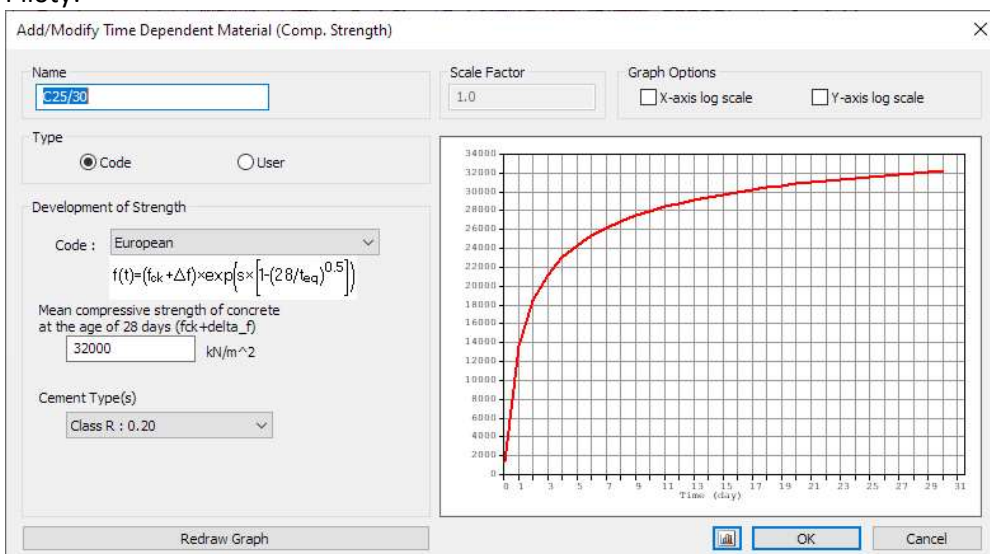 Add/Modify Time Dependent Material (Comp. Strength)
Name
C25/30
Scale Factor
1.0
Graph Options
X-axis log scale
Y-axis log scale
Type
Code
User
Development of Strength
Code :
European
f(t)=(fck+Δf)×exp(s×[1-(28/teq)^0.5])
Mean compressive strength of concrete
at the age of 28 days (fck+delta_f)
32000
kN/m^2
Cement Type(s)
Class R : 0.20
Redraw Graph
34000
32000
30000
28000
26000
24000
22000
20000
18000
16000
14000
12000
10000
8000
6000
4000
2000
0
0 1 3 5 7 9 11 13 15 17 19 21 23 25 27 29 31
Time (day)
OK
Cancel